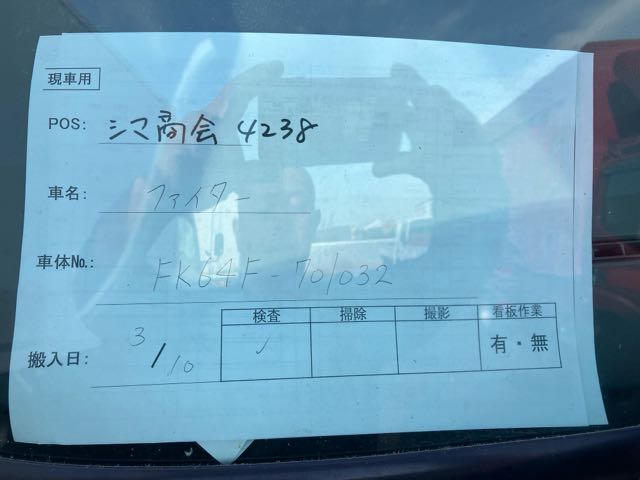 現車用
POS: シマ商会 4238
車名: ファイター
車体No.: FK64F-701032
搬入日: 3/10
検査 掃除 撮影 看板作業
✓ 有・無